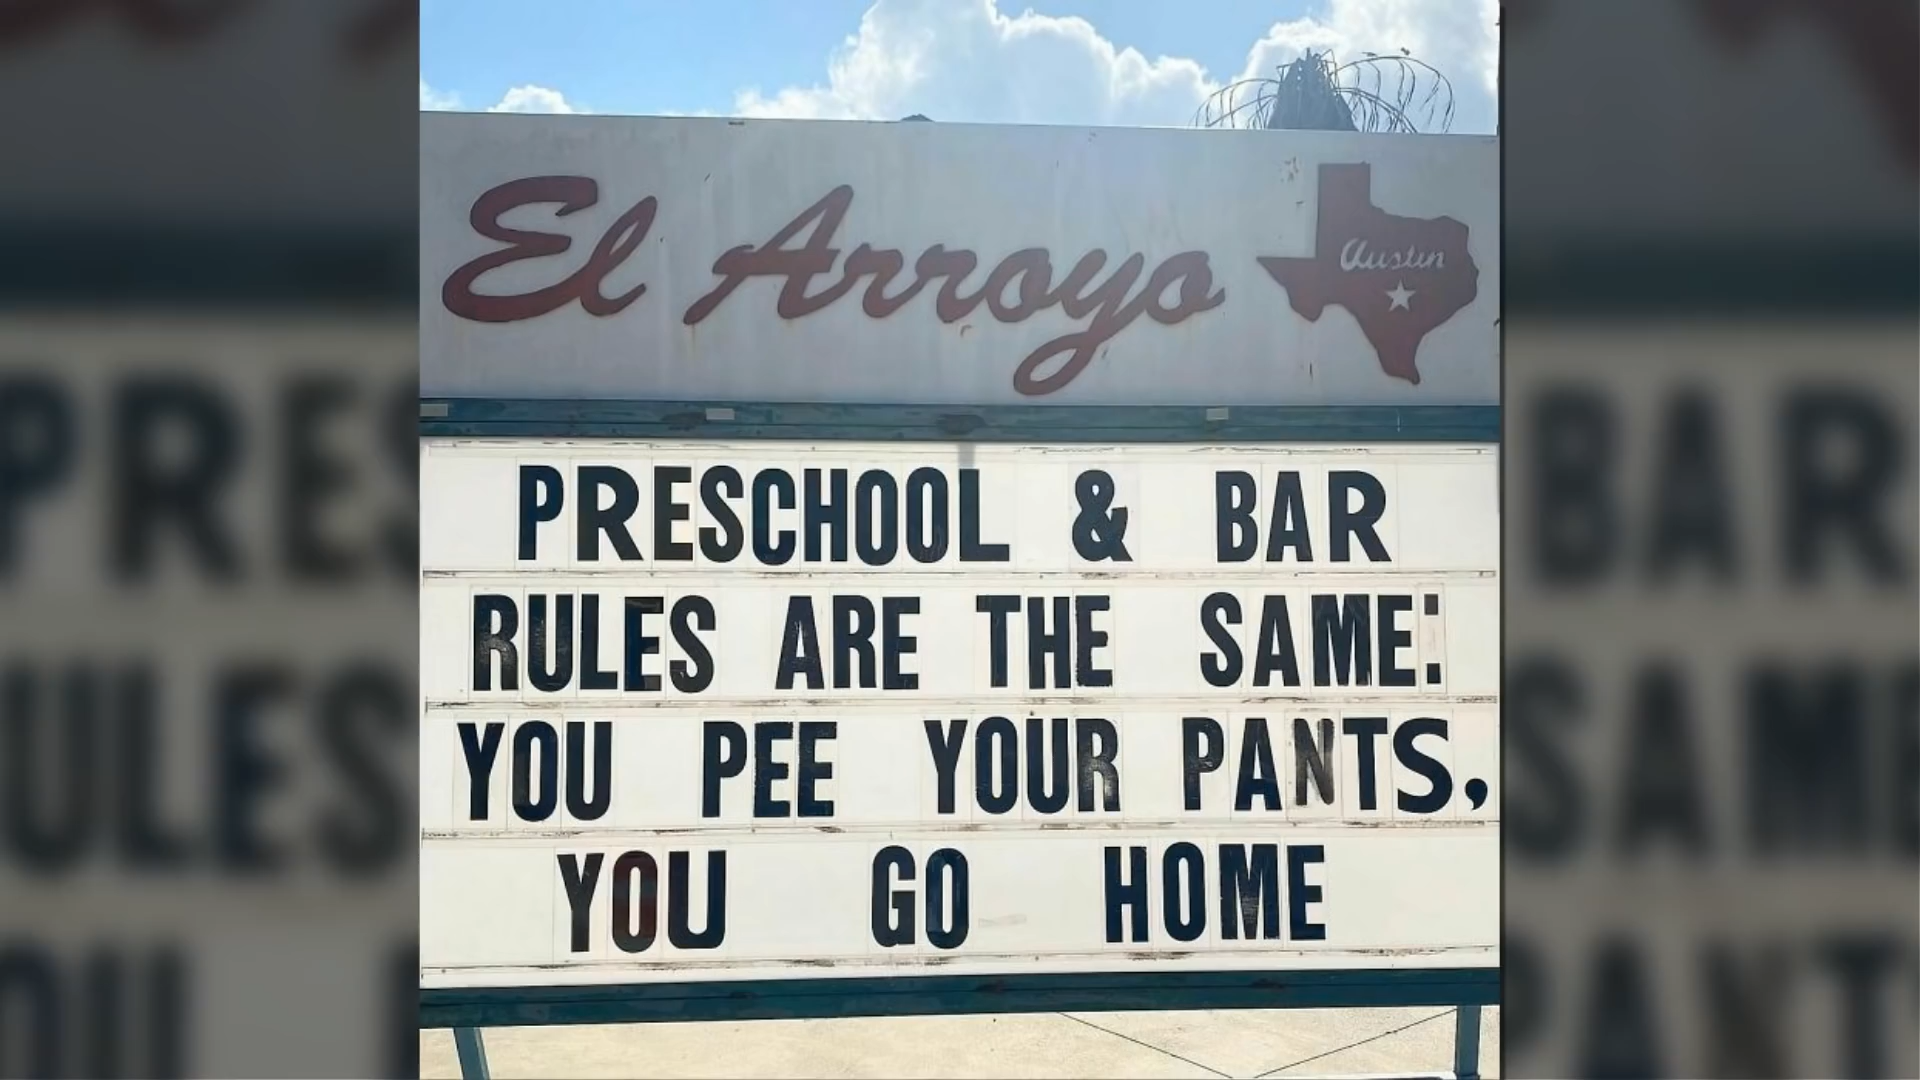 El Arroyo
Austin
PRESCHOOL & BAR
RULES ARE THE SAME:
YOU PEE YOUR PANTS,
YOU GO HOME